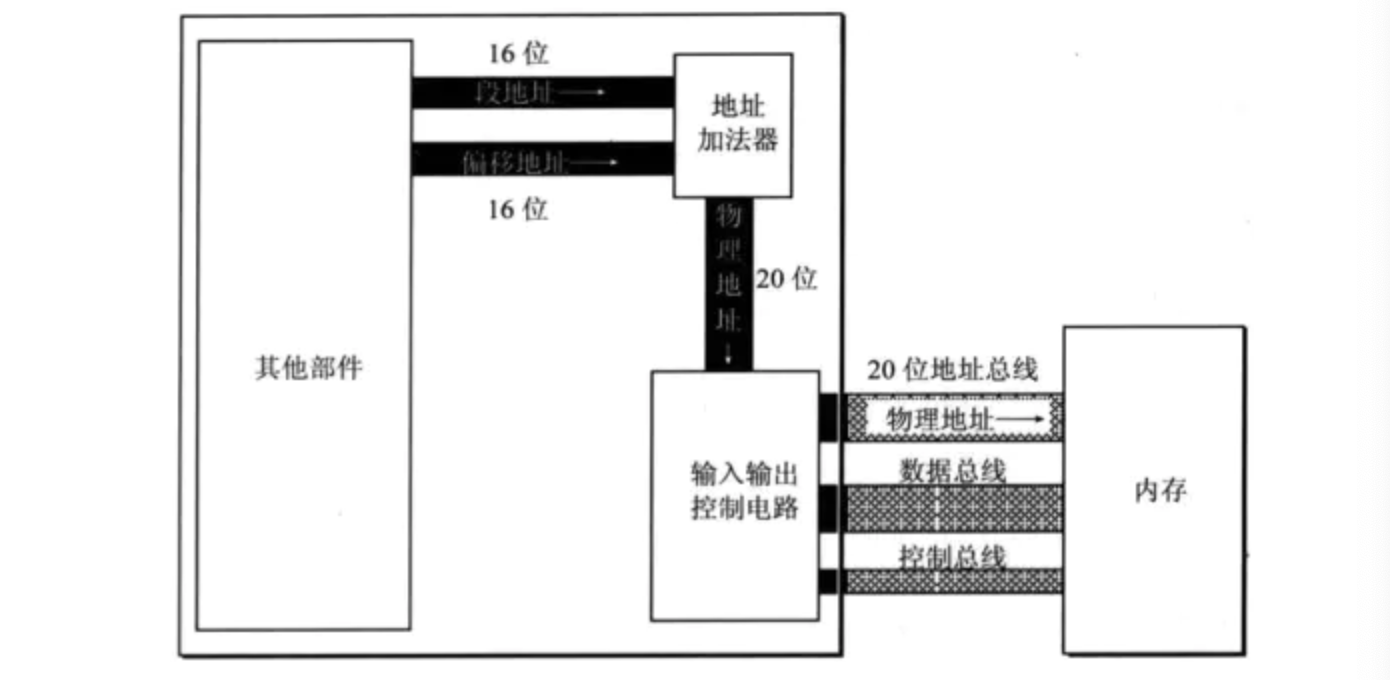 16 位
段地址
地址
加法器
偏移地址
16 位
物
理
地
址
20 位
其他部件
20 位地址总线
物理地址
输入输出
控制电路
数据总线
内存
控制总线